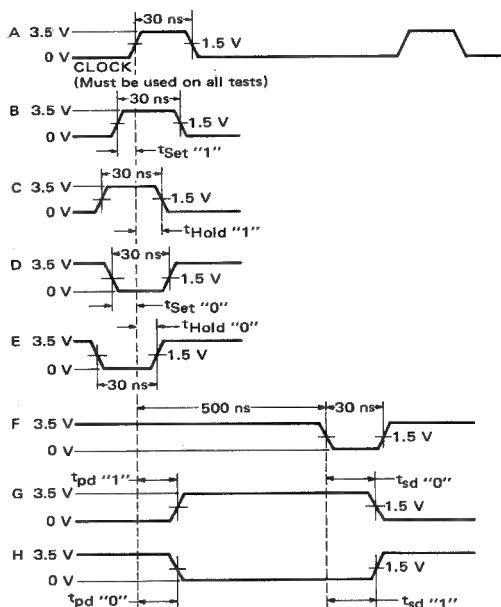 30 ns
A 3.5 V
1.5 V
0 V
CLOCK
(Must be used on all tests)
30 ns
B 3.5 V
1.5 V
0 V
tSet "1"
30 ns
C 3.5 V
1.5 V
0 V
tHold "1"
30 ns
D 3.5 V
1.5 V
0 V
tSet "0"
tHold "0"
E 3.5 V
1.5 V
0 V
30 ns
500 ns 30 ns
F 3.5 V
1.5 V
0 V
tpd "1" tsd "0"
G 3.5 V
1.5 V
0 V
H 3.5 V
1.5 V
0 V
tpd "0" tsd "1"